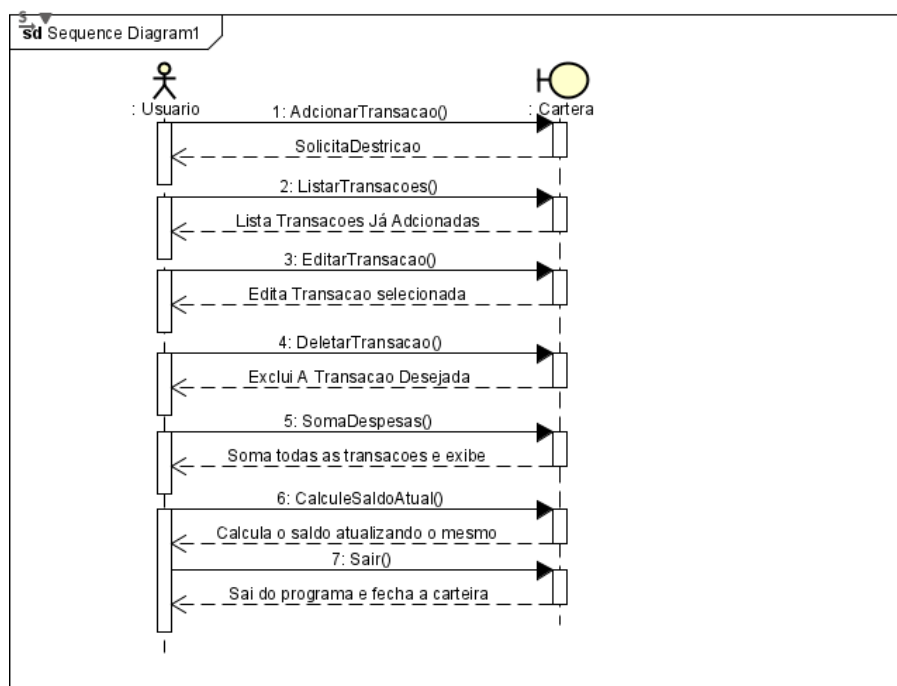 sd Sequence Diagram1
: Usuario
: Cartera
1: AdcionarTransacao()
SolicitaDestricao
2: ListarTransacoes()
Lista Transacoes Já Adcionadas
3: EditarTransacao()
Edita Transacao selecionada
4: DeletarTransacao()
Exclui A Transacao Desejada
5: SomaDespesas()
Soma todas as transacoes e exibe
6: CalculeSaldoAtual()
Calcula o saldo atualizando o mesmo
7: Sair()
Sai do programa e fecha a carteira